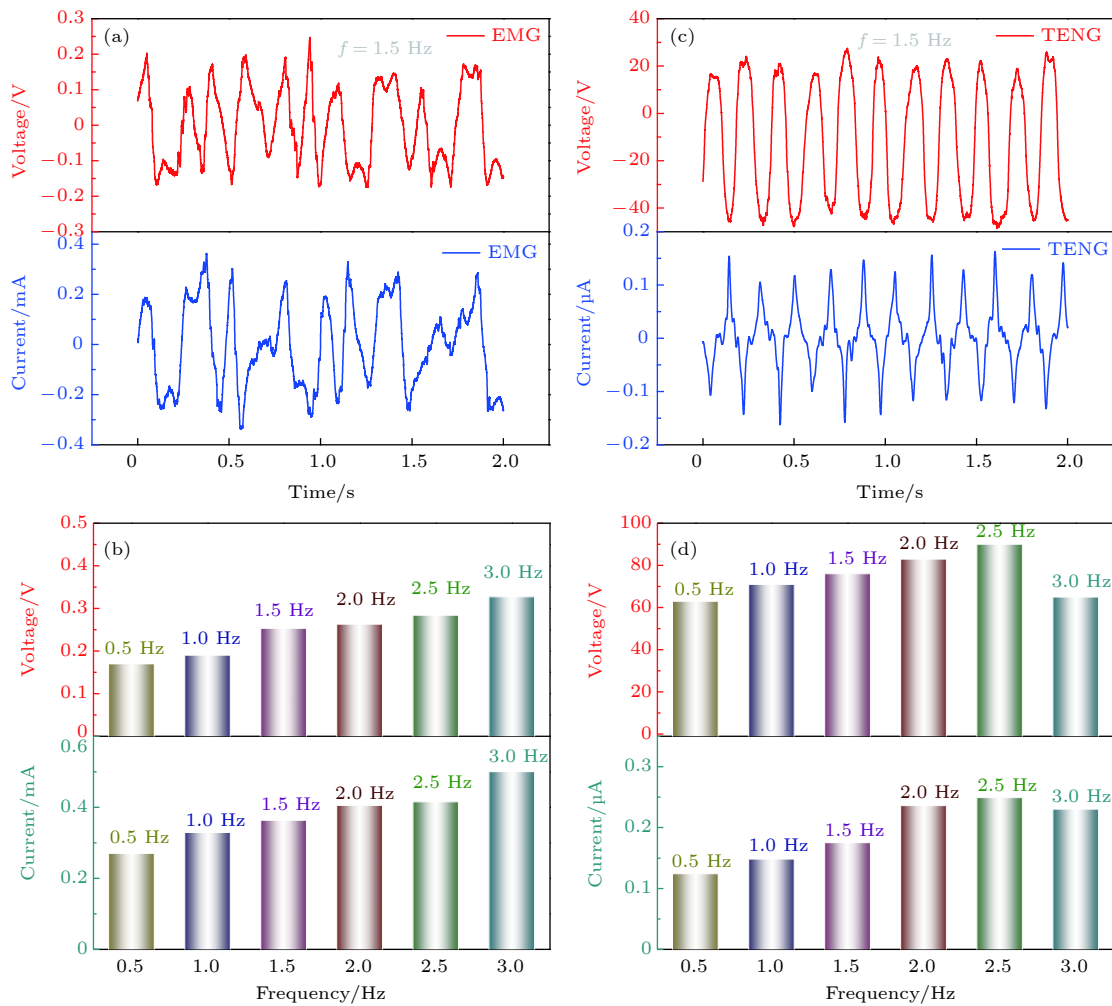 (a)
f = 1.5 Hz
EMG
Voltage/V
0.3
0.2
0.1
0
−0.1
−0.2
−0.3
EMG
Current/mA
0.4
0.2
0
−0.2
−0.4
0 0.5 1.0 1.5 2.0
Time/s
(c)
f = 1.5 Hz
TENG
Voltage/V
40
20
0
−20
−40
TENG
Current/μA
0.2
0.1
0
−0.1
−0.2
0 0.5 1.0 1.5 2.0
Time/s
(b)
Voltage/V
0.5
0.4
0.3
0.2
0.1
0
0.5 Hz
1.0 Hz
1.5 Hz
2.0 Hz
2.5 Hz
3.0 Hz
Current/mA
0.6
0.4
0.2
0
0.5 Hz
1.0 Hz
1.5 Hz
2.0 Hz
2.5 Hz
3.0 Hz
0.5 1.0 1.5 2.0 2.5 3.0
Frequency/Hz
(d)
Voltage/V
100
80
60
40
20
0
0.5 Hz
1.0 Hz
1.5 Hz
2.0 Hz
2.5 Hz
3.0 Hz
Current/μA
0.3
0.2
0.1
0
0.5 Hz
1.0 Hz
1.5 Hz
2.0 Hz
2.5 Hz
3.0 Hz
0.5 1.0 1.5 2.0 2.5 3.0
Frequency/Hz